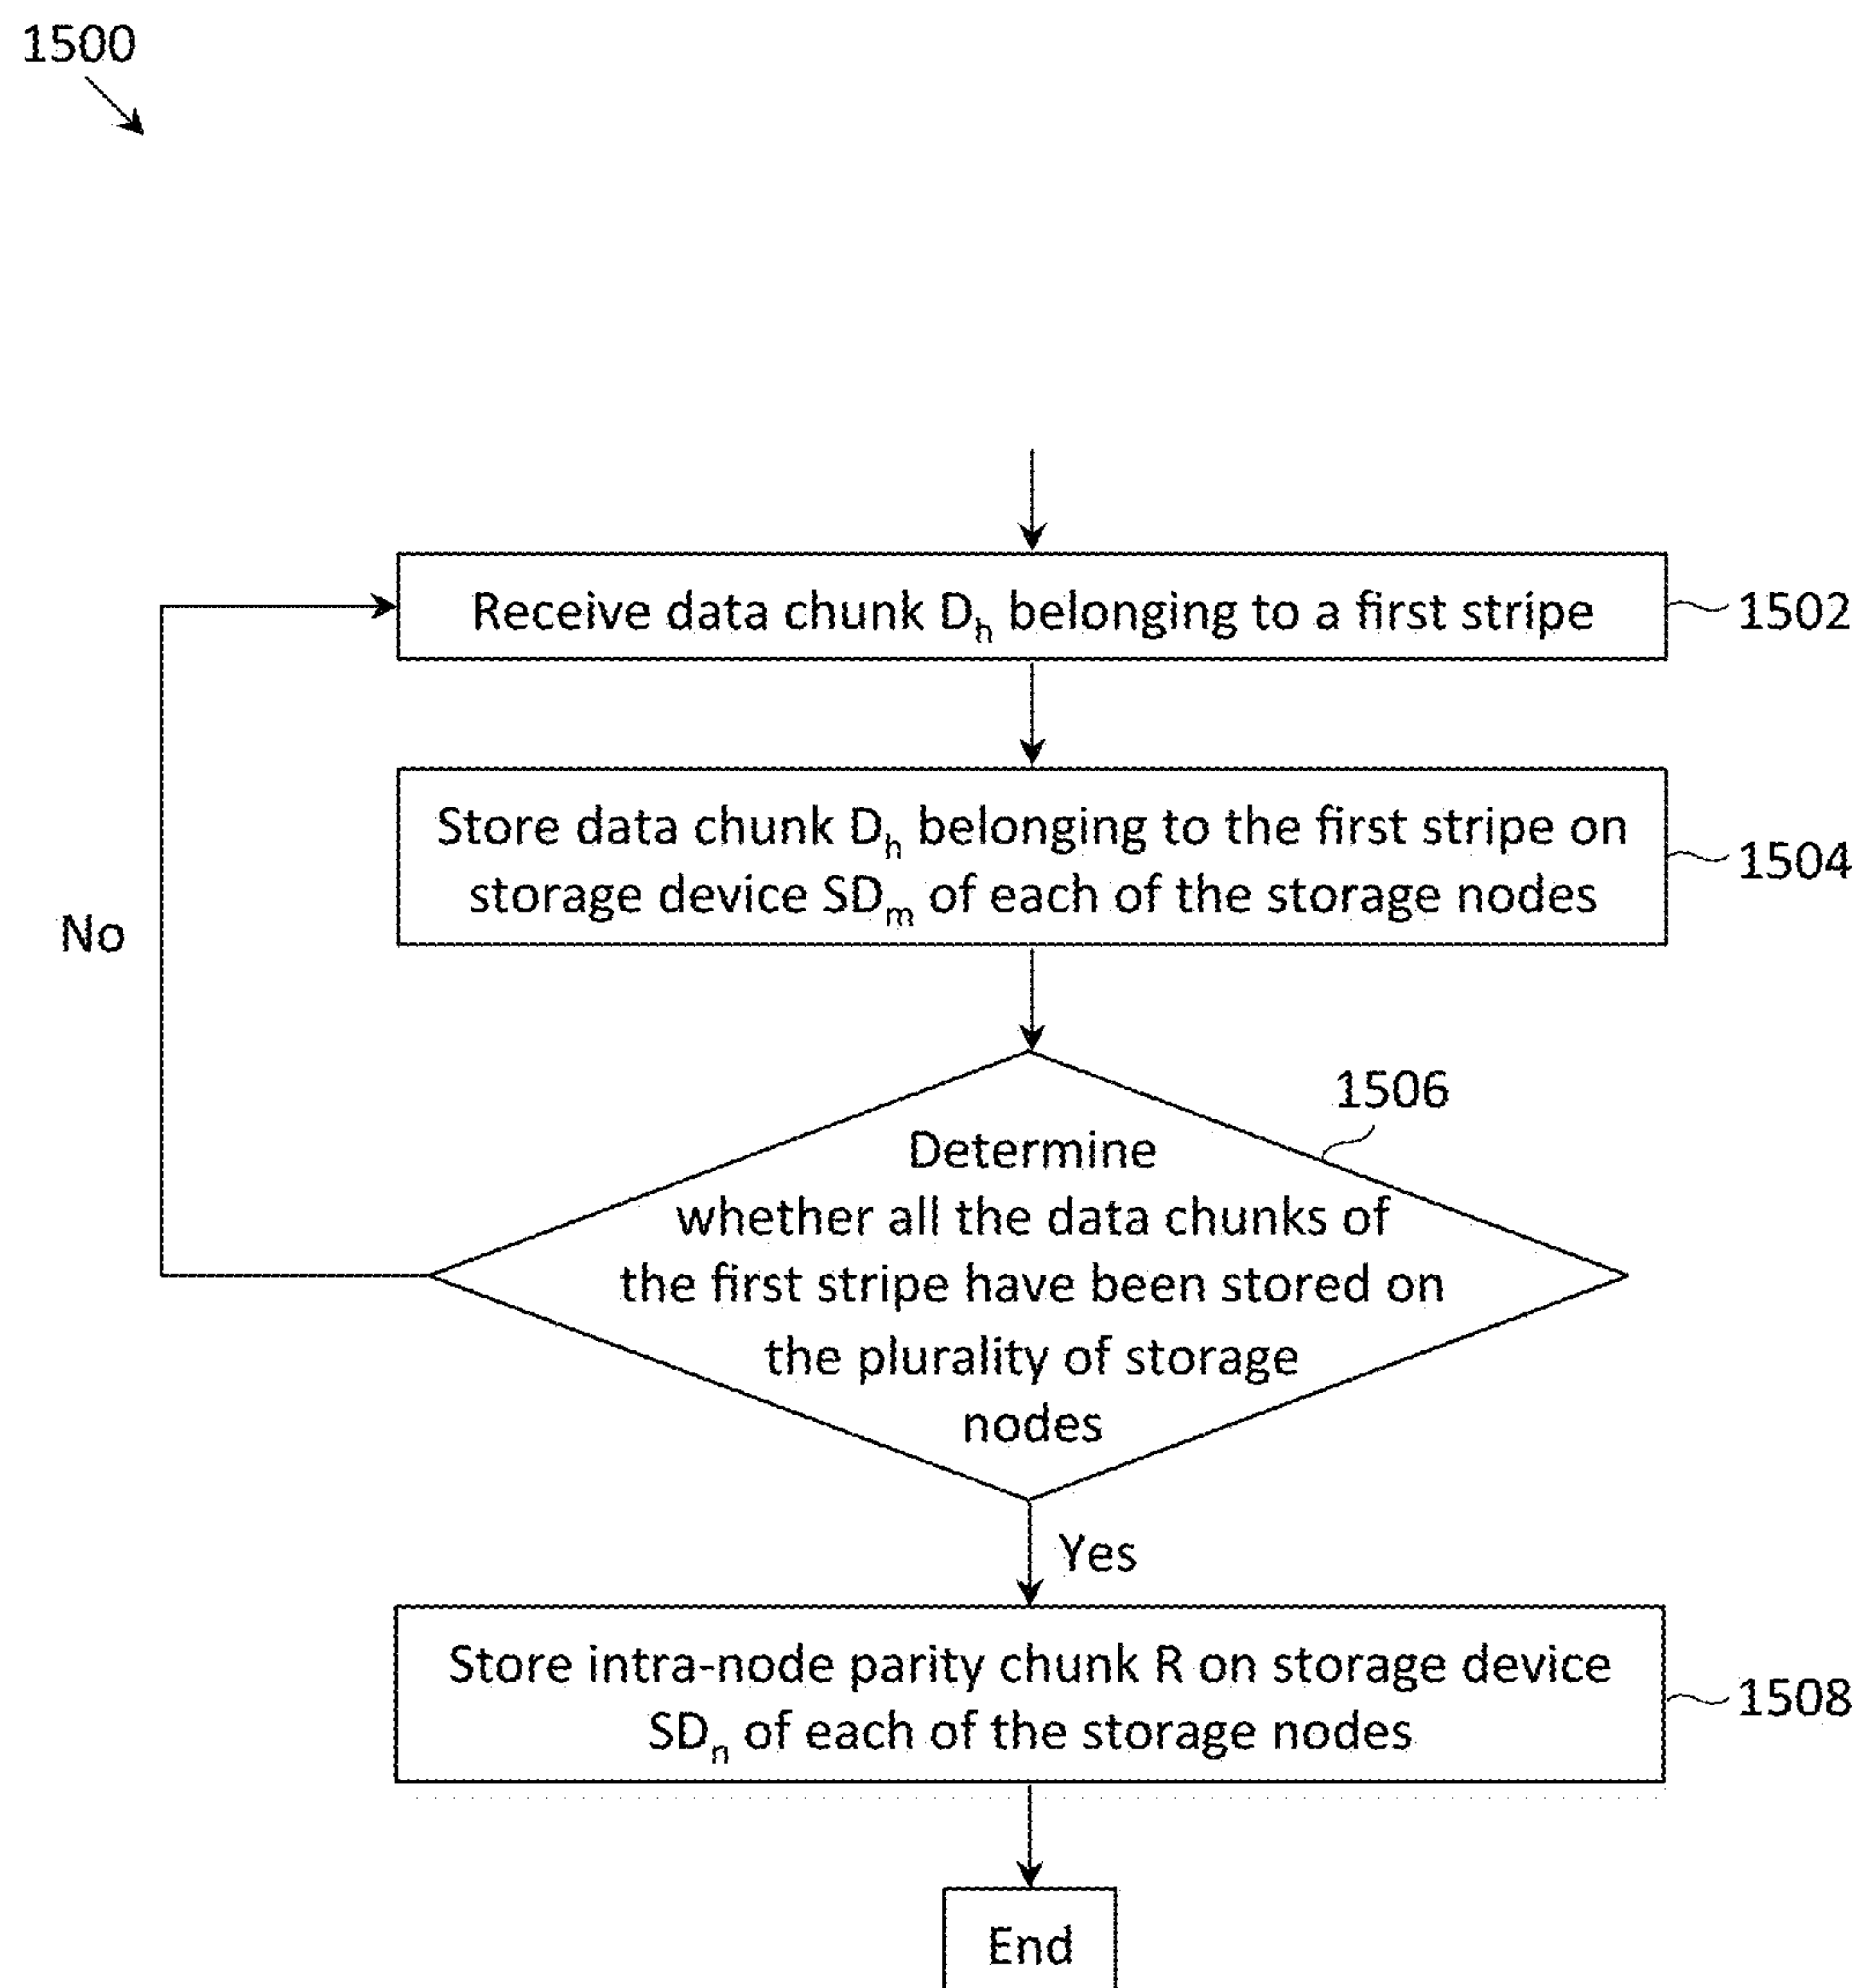 1500
Receive data chunk Dh belonging to a first stripe
1502
Store data chunk Dh belonging to the first stripe on
storage device SDm of each of the storage nodes
1504
No
1506
Determine
whether all the data chunks of
the first stripe have been stored on
the plurality of storage
nodes
Yes
Store intra-node parity chunk R on storage device
SDn of each of the storage nodes
1508
End